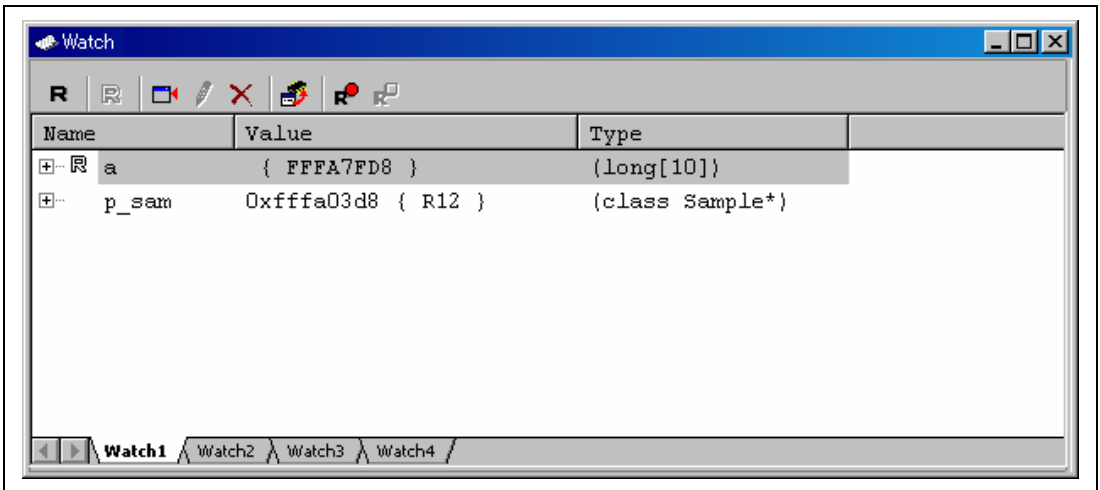 Watch
R R R R
Name Value Type
R a { FFFA7FD8 } (long[10])
p_sam 0xfffa03d8 { R12 } (class Sample*)
Watch1 Watch2 Watch3 Watch4